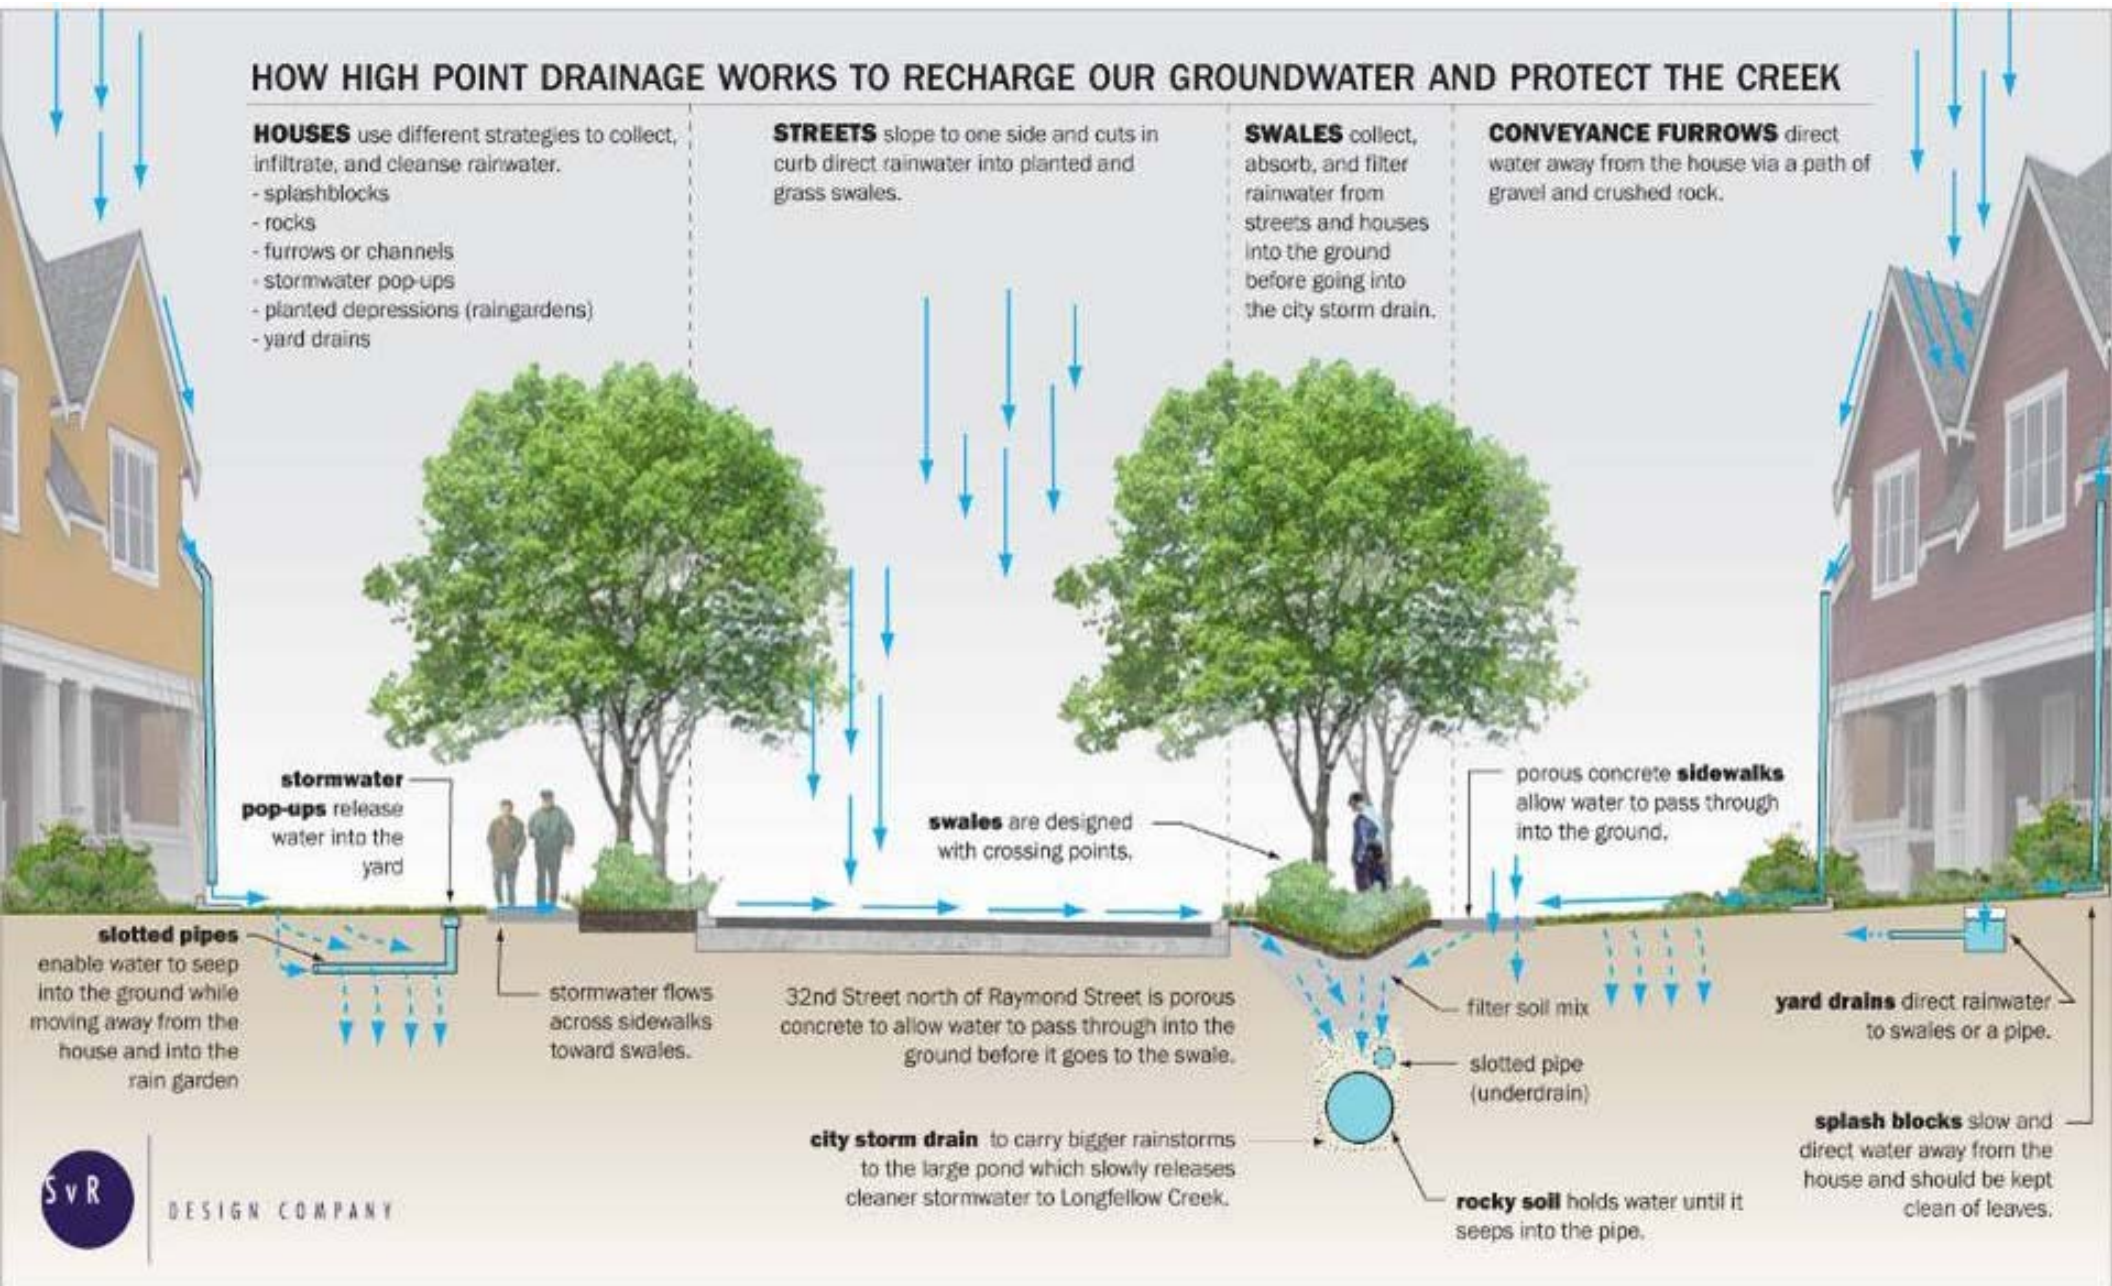 HOW HIGH POINT DRAINAGE WORKS TO RECHARGE OUR GROUNDWATER AND PROTECT THE CREEK
HOUSES use different strategies to collect,
infiltrate, and cleanse rainwater.
- splashblocks
- rocks
- furrows or channels
- stormwater pop-ups
- planted depressions (raingardens)
- yard drains
STREETS slope to one side and cuts in
curb direct rainwater into planted and
grass swales.
SWALES collect,
absorb, and filter
rainwater from
streets and houses
into the ground
before going into
the city storm drain.
CONVEYANCE FURROWS direct
water away from the house via a path of
gravel and crushed rock.
stormwater
pop-ups release
water into the
yard
swales are designed
with crossing points.
porous concrete sidewalks
allow water to pass through
into the ground.
slotted pipes
enable water to seep
into the ground while
moving away from the
house and into the
rain garden
stormwater flows
across sidewalks
toward swales.
32nd Street north of Raymond Street is porous
concrete to allow water to pass through into the
ground before it goes to the swale.
filter soil mix
slotted pipe
(underdrain)
yard drains direct rainwater
to swales or a pipe.
city storm drain to carry bigger rainstorms
to the large pond which slowly releases
cleaner stormwater to Longfellow Creek.
rocky soil holds water until it
seeps into the pipe.
splash blocks slow and
direct water away from the
house and should be kept
clean of leaves.
SvR
DESIGN COMPANY